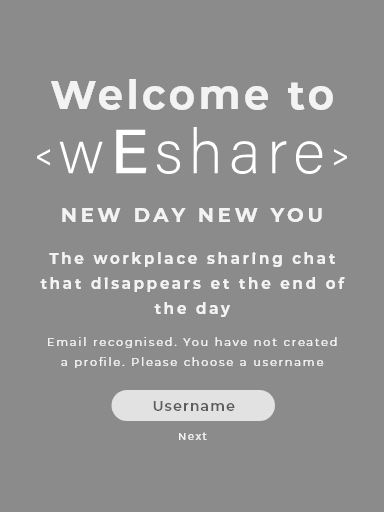 Welcome to
<wEshare>
NEW DAY NEW YOU
The workplace sharing chat
that disappears et the end of
the day
Email recognised. You have not created
a profile. Please choose a username
Username
Next